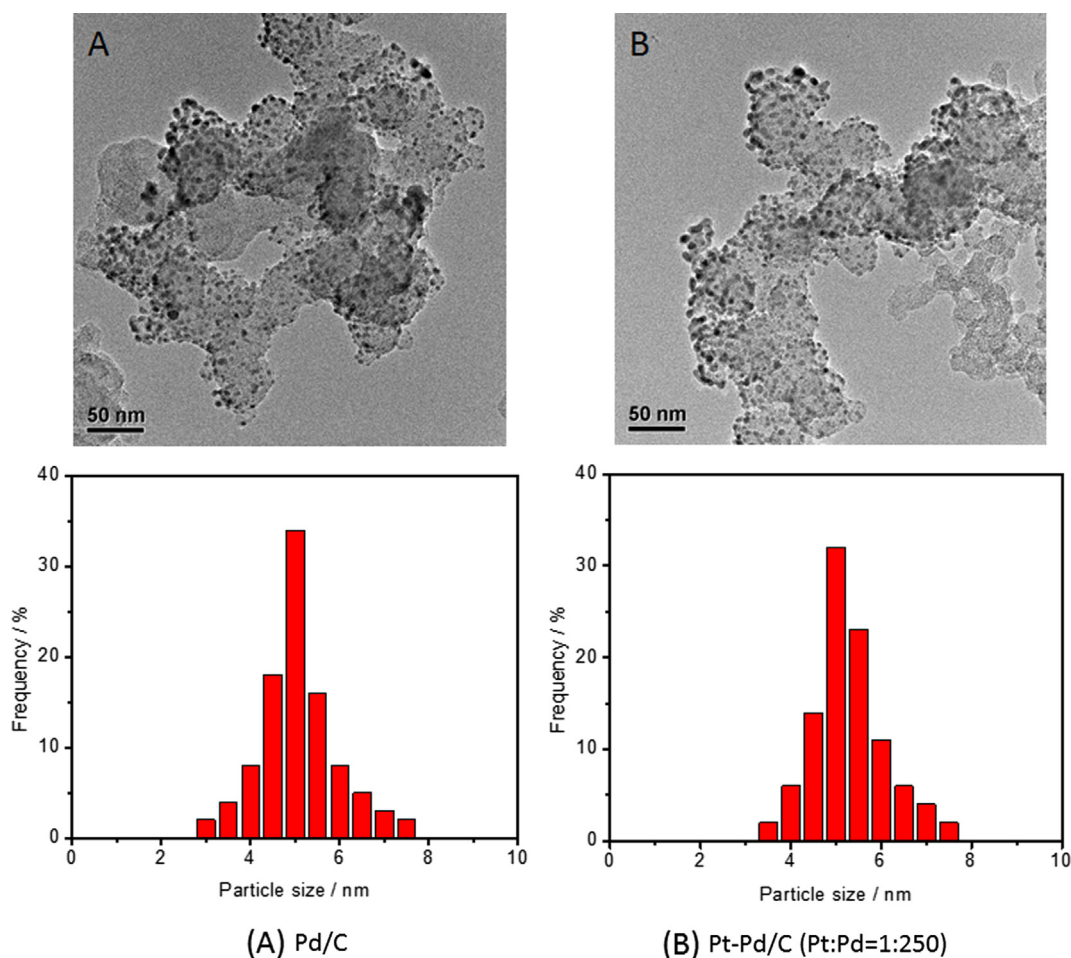 A
B
50 nm
50 nm
40
30
20
10
0
Frequency / %
0 2 4 6 8 10
Particle size / nm
40
30
20
10
0
Frequency / %
0 2 4 6 8 10
Particle size / nm
(A) Pd/C
(B) Pt-Pd/C (Pt:Pd=1:250)